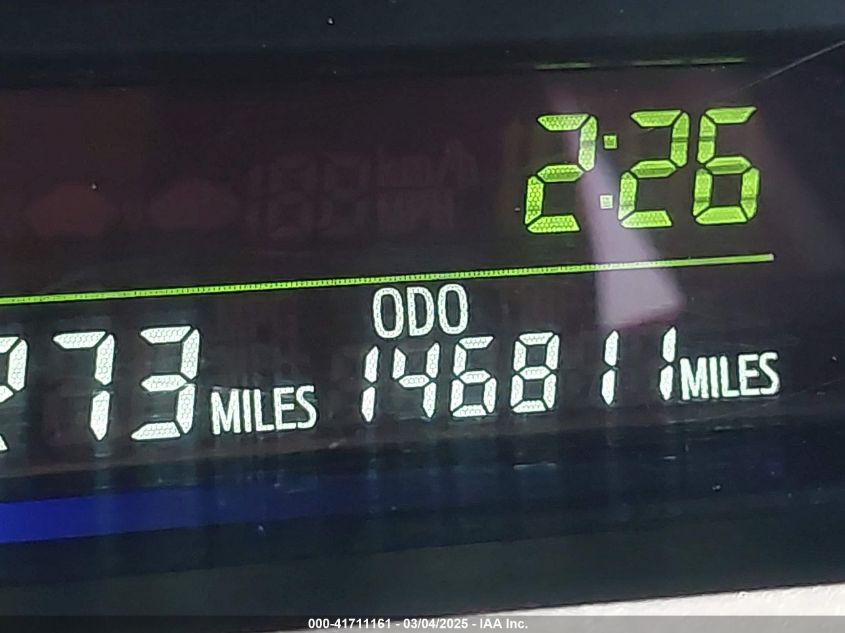 2:26
ODO
73 MILES 146811 MILES
000-41711161 - 03/04/2025 - IAA Inc.